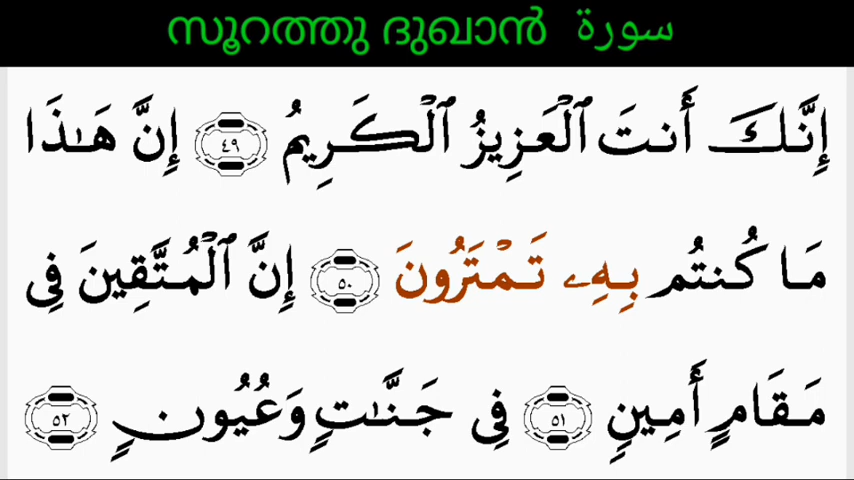 സൂറത്തു ദുഖാൻ سورة
إِنَّكَ أَنتَ ٱلْعَزِيزُ ٱلْكَرِيمُ ٤٩ إِنَّ هَـٰذَا
مَا كُنتُم بِهِۦ تَمْتَرُونَ ٥٠ إِنَّ ٱلْمُتَّقِينَ فِى
مَقَامٍ أَمِينٍ ٥١ فِى جَنَّـٰتٍ وَعُيُونٍ ٥٢